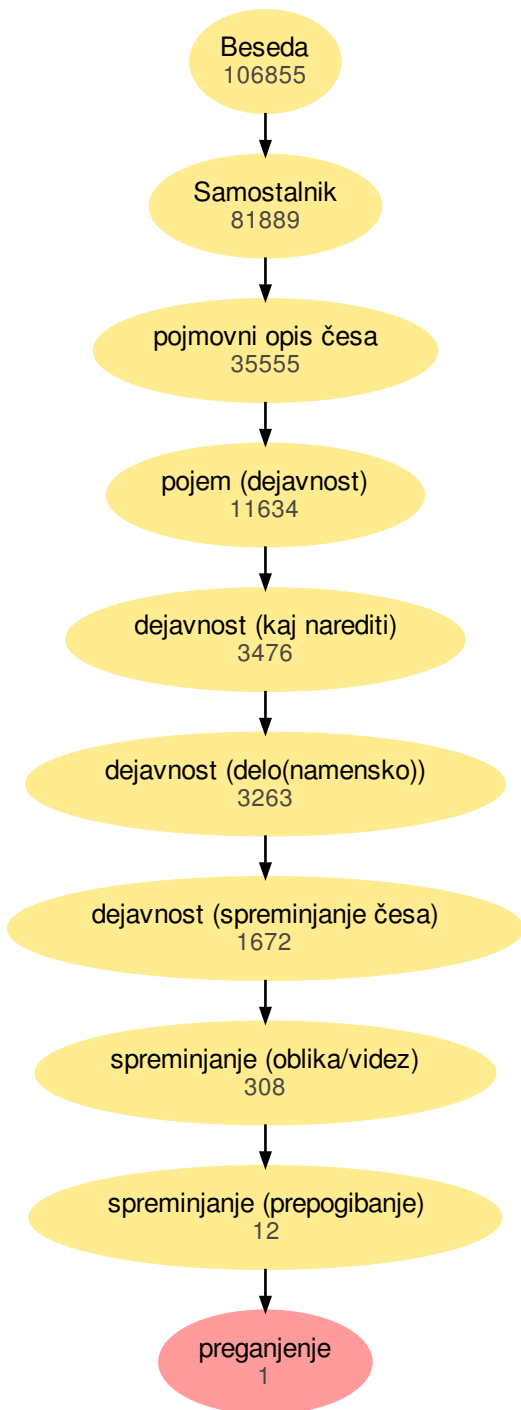 Beseda
106855
Samostalnik
81889
pojmovni opis česa
35555
pojem (dejavnost)
11634
dejavnost (kaj narediti)
3476
dejavnost (delo(namensko))
3263
dejavnost (spreminjanje česa)
1672
spreminjanje (oblika/videz)
308
spreminjanje (prepogibanje)
12
preganjenje
1